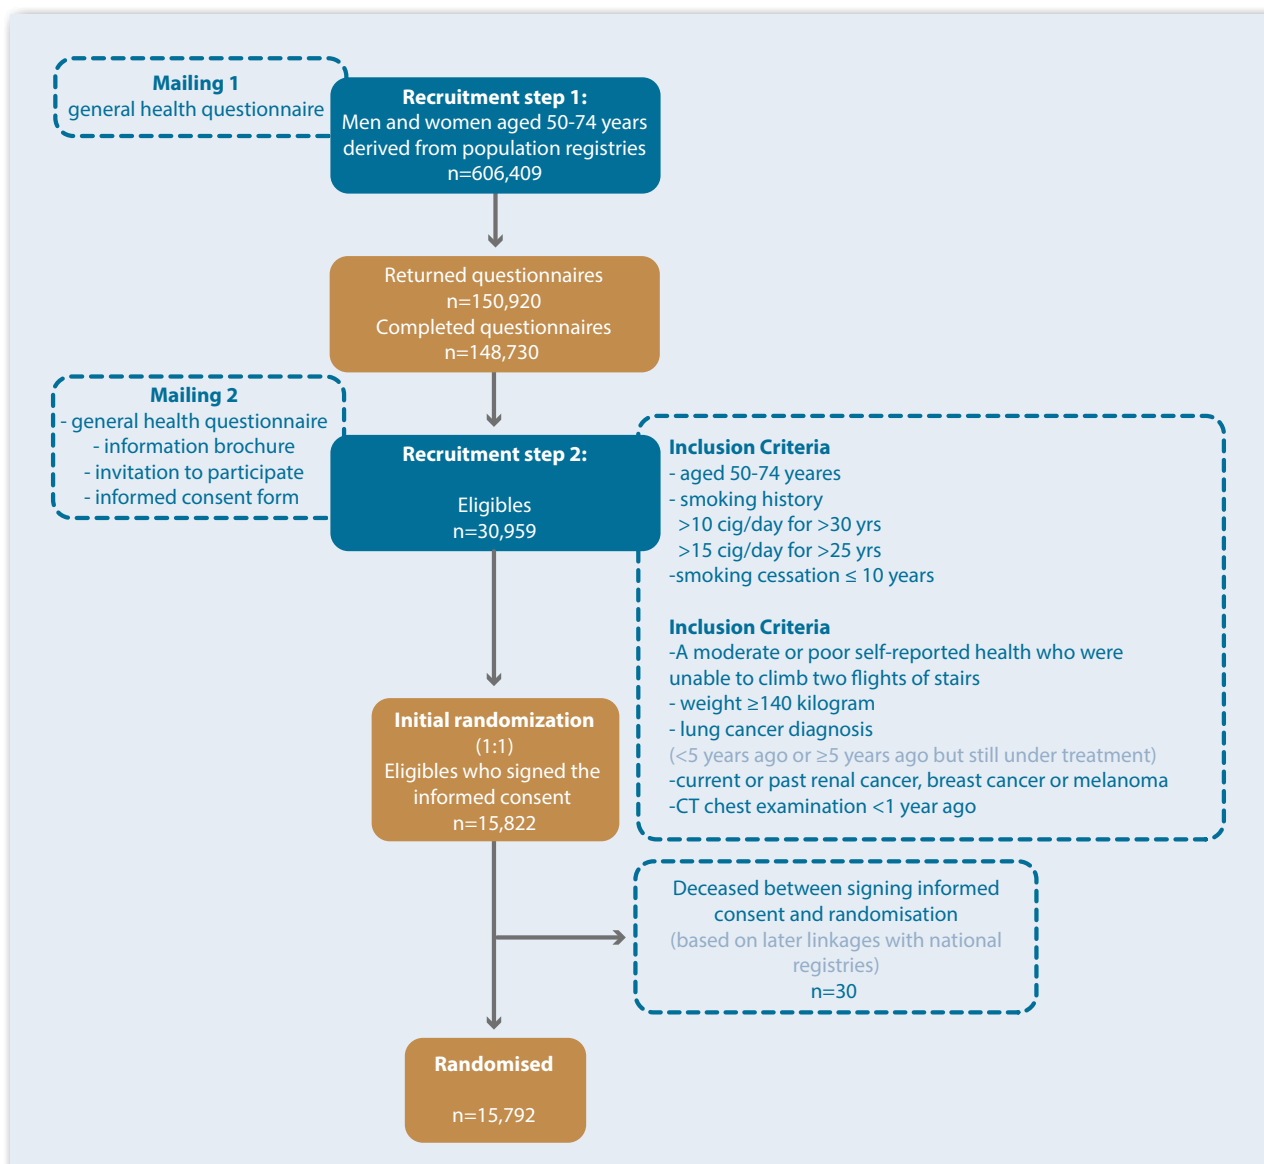 Mailing 1
general health questionnaire
Recruitment step 1:
Men and women aged 50-74 years
derived from population registries
n=606,409
Returned questionnaires
n=150,920
Completed questionnaires
n=148,730
Mailing 2
- general health questionnaire
- information brochure
- invitation to participate
- informed consent form
Recruitment step 2:
Eligibles
n=30,959
Inclusion Criteria
- aged 50-74 yeares
- smoking history
>10 cig/day for >30 yrs
>15 cig/day for >25 yrs
-smoking cessation ≤ 10 years
Inclusion Criteria
-A moderate or poor self-reported health who were
unable to climb two flights of stairs
- weight ≥140 kilogram
- lung cancer diagnosis
(<5 years ago or ≥5 years ago but still under treatment)
-current or past renal cancer, breast cancer or melanoma
-CT chest examination <1 year ago
Initial randomization
(1:1)
Eligibles who signed the
informed consent
n=15,822
Deceased between signing informed
consent and randomisation
(based on later linkages with national
registries)
n=30
Randomised
n=15,792